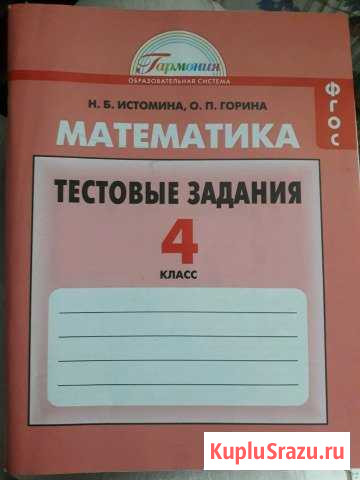 Гармония
ОБРАЗОВАТЕЛЬНАЯ СИСТЕМА
Н. Б. ИСТОМИНА, О. П. ГОРИНА
ФГОС
МАТЕМАТИКА
ТЕСТОВЫЕ ЗАДАНИЯ
4
КЛАСС
KupluSrazu.ru